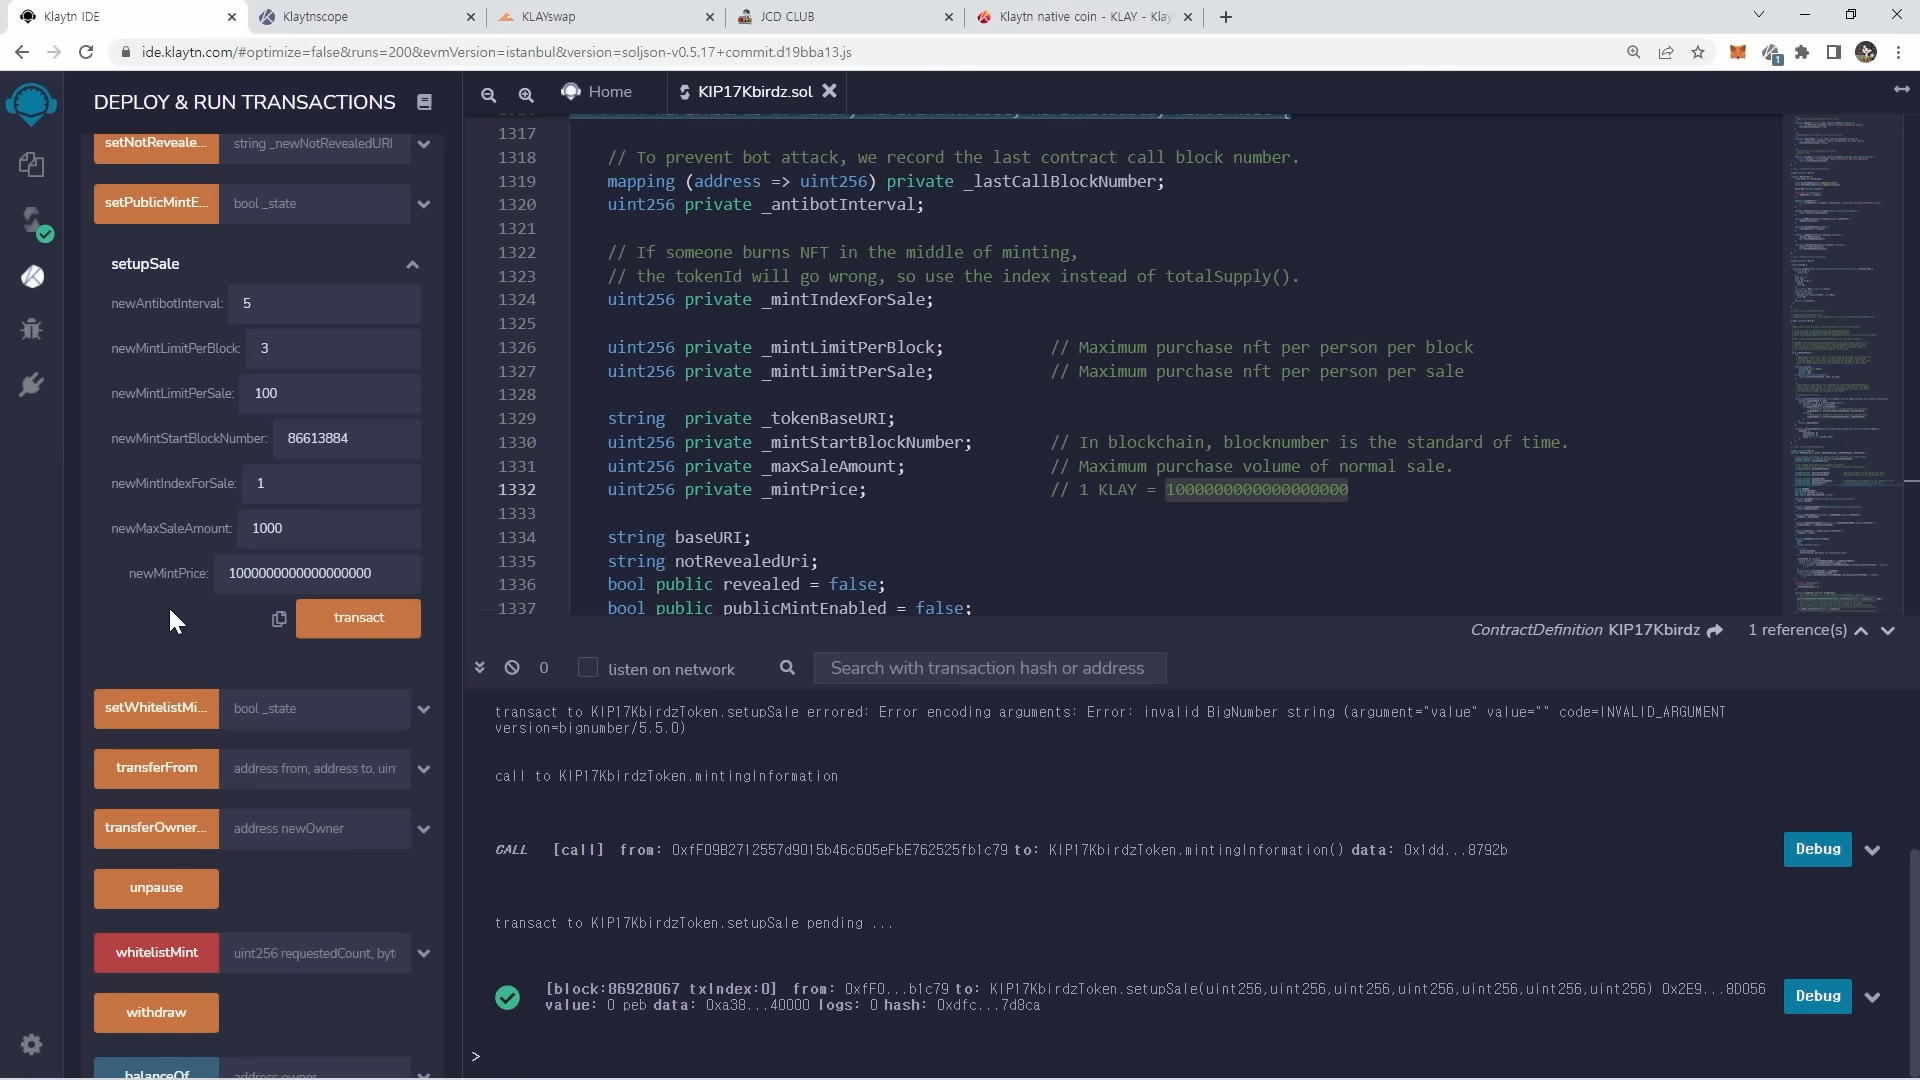 Klaytn IDE
Klaytnscope
KLAYswap
JCD CLUB
Klaytn native coin - KLAY - Klay
ide.klaytn.com/#optimize=false&runs=200&evmVersion=istanbul&version=soljson-v0.5.17+commit.d19bba13.js
1
DEPLOY & RUN TRANSACTIONS
Home
KIP17Kbirdz.sol
setNotReveale... string _newNotRevealedURI
setPublicMintE... bool _state
setupSale
newAntibotInterval: 5
newMintLimitPerBlock: 3
newMintLimitPerSale: 100
newMintStartBlockNumber: 86613884
newMintIndexForSale: 1
newMaxSaleAmount: 1000
newMintPrice: 1000000000000000000
transact
setWhitelistMi... bool _state
transferFrom address from, address to, uin
transferOwner... address newOwner
unpause
whitelistMint uint256 requestedCount, byt
withdraw
balanceOf address owner
1317
1318 // To prevent bot attack, we record the last contract call block number.
1319 mapping (address => uint256) private _lastCallBlockNumber;
1320 uint256 private _antibotInterval;
1321
1322 // If someone burns NFT in the middle of minting,
1323 // the tokenId will go wrong, so use the index instead of totalSupply().
1324 uint256 private _mintIndexForSale;
1325
1326 uint256 private _mintLimitPerBlock; // Maximum purchase nft per person per block
1327 uint256 private _mintLimitPerSale; // Maximum purchase nft per person per sale
1328
1329 string private _tokenBaseURI;
1330 uint256 private _mintStartBlockNumber; // In blockchain, blocknumber is the standard of time.
1331 uint256 private _maxSaleAmount; // Maximum purchase volume of normal sale.
1332 uint256 private _mintPrice; // 1 KLAY = 1000000000000000000
1333
1334 string baseURI;
1335 string notRevealedUri;
1336 bool public revealed = false;
1337 bool public publicMintEnabled = false;
ContractDefinition KIP17Kbirdz 1 reference(s)
0 listen on network Search with transaction hash or address
transact to KIP17KbirdzToken.setupSale errored: Error encoding arguments: Error: invalid BigNumber string (argument="value" value="" code=INVALID_ARGUMENT
version=bignumber/5.5.0)
call to KIP17KbirdzToken.mintingInformation
CALL [call] from: 0xfF09B2712557d9015b46c605eFbE762525fb1c79 to: KIP17KbirdzToken.mintingInformation() data: 0x1dd...8792b
Debug
transact to KIP17KbirdzToken.setupSale pending ...
[block:86928067 txIndex:0] from: 0xfF0...b1c79 to: KIP17KbirdzToken.setupSale(uint256,uint256,uint256,uint256,uint256,uint256,uint256) 0x2E9...8D056
value: 0 peb data: 0xa38...40000 logs: 0 hash: 0xdfc...7d8ca
Debug
>